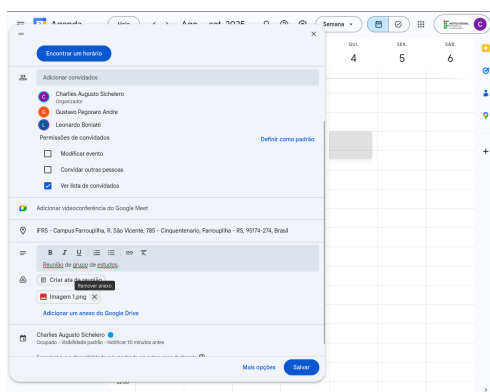 Agenda
Hoje
Ago. – set. 2025
Semana
C
Encontrar um horário
Adicionar convidados
C
Charlies Augusto Sichelero
Organizador
G
Gustavo Pegoraro Andre
L
Leonardo Boniatti
Permissões de convidados
Definir como padrão
Modificar evento
Convidar outras pessoas
Ver lista de convidados
Adicionar videoconferência do Google Meet
IFRS - Campus Farroupilha, R. São Vicente, 785 - Cinquentenário, Farroupilha - RS, 95174-274, Brasil
B I U
Reunião de grupo de estudos.
Criar ata da reunião
Remover anexo
Imagem 1.png
Adicionar um anexo do Google Drive
Charlies Augusto Sichelero
Ocupado · Visibilidade padrão · Notificar 10 minutos antes
Mais opções
Salvar
22:00
QUI.
SEX.
SÁB.
4
5
6